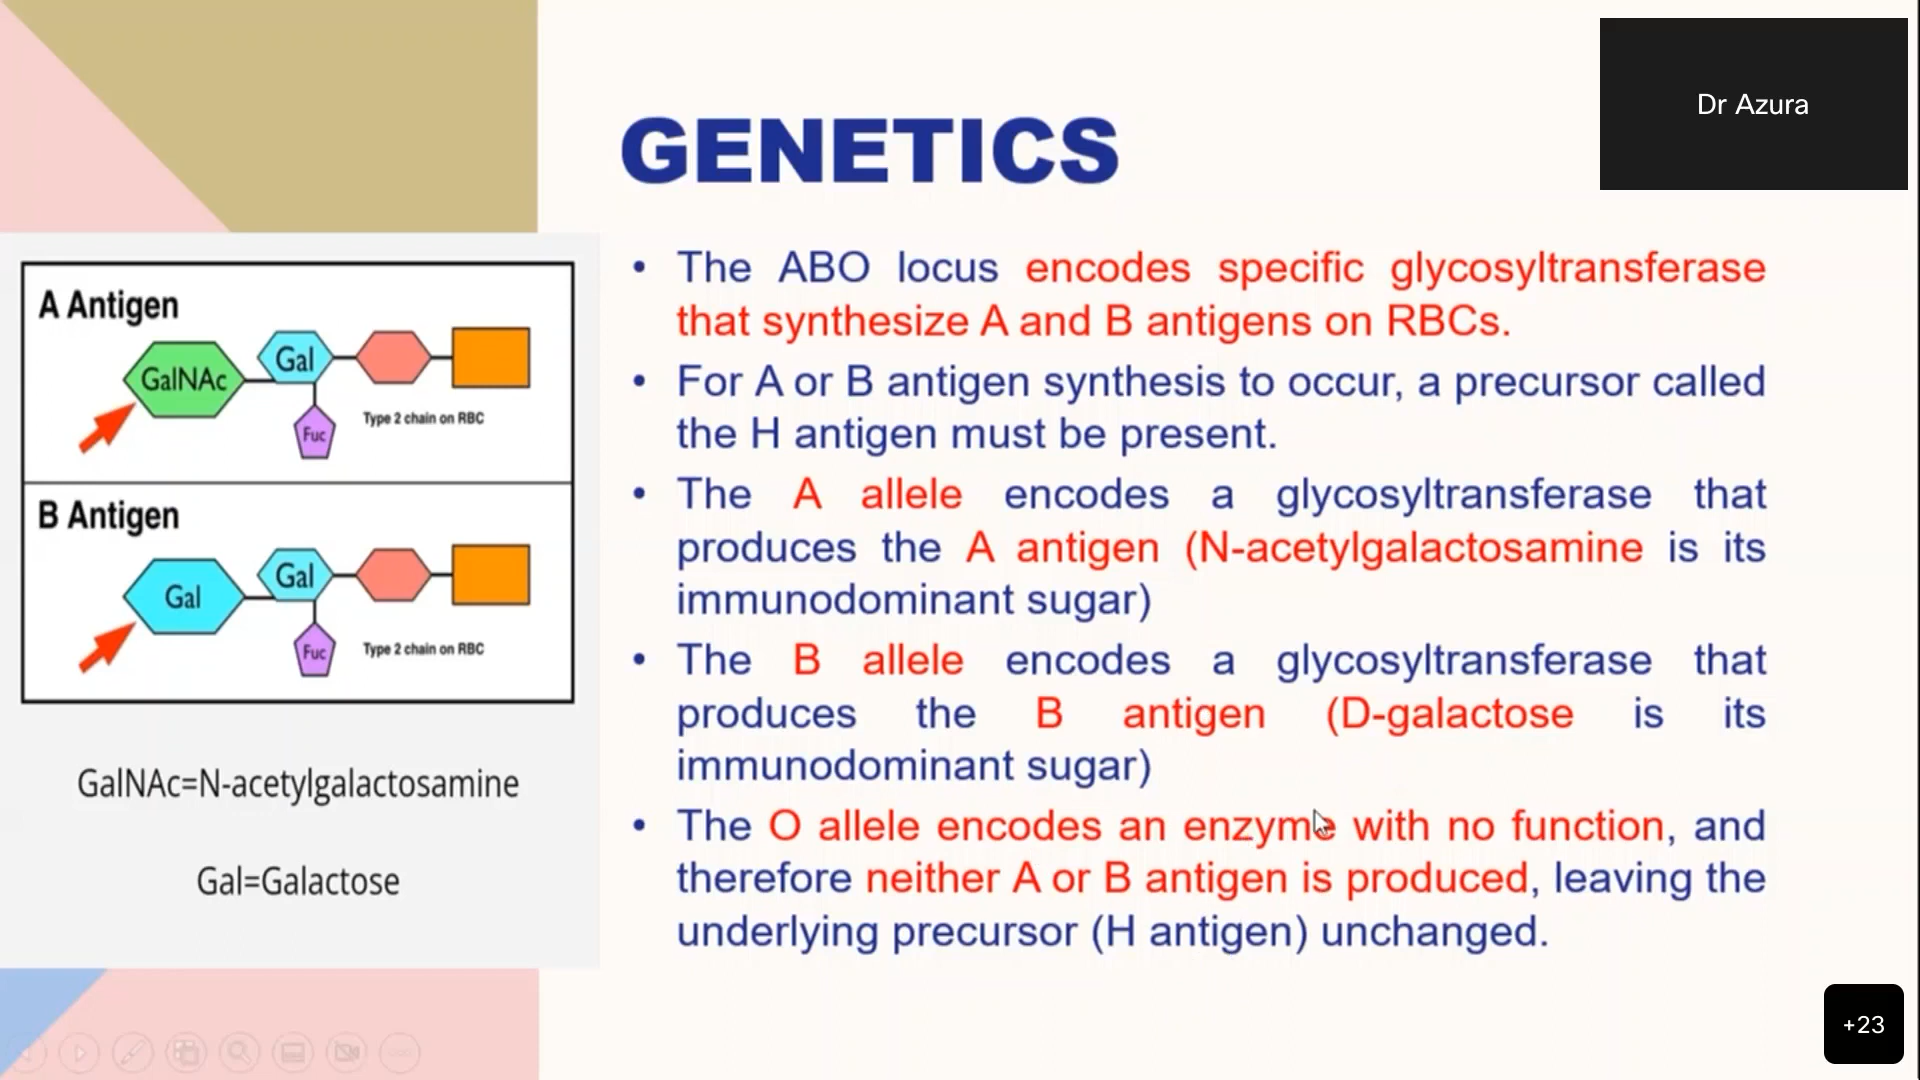 Dr Azura
GENETICS
A Antigen
GalNAc
Gal
Fuc
Type 2 chain on RBC
B Antigen
Gal
Gal
Fuc
Type 2 chain on RBC
GalNAc=N-acetylgalactosamine
Gal=Galactose
• The ABO locus encodes specific glycosyltransferase
that synthesize A and B antigens on RBCs.
• For A or B antigen synthesis to occur, a precursor called
the H antigen must be present.
• The A allele encodes a glycosyltransferase that
produces the A antigen (N-acetylgalactosamine is its
immunodominant sugar)
• The B allele encodes a glycosyltransferase that
produces the B antigen (D-galactose is its
immunodominant sugar)
• The O allele encodes an enzyme with no function, and
therefore neither A or B antigen is produced, leaving the
underlying precursor (H antigen) unchanged.
+23